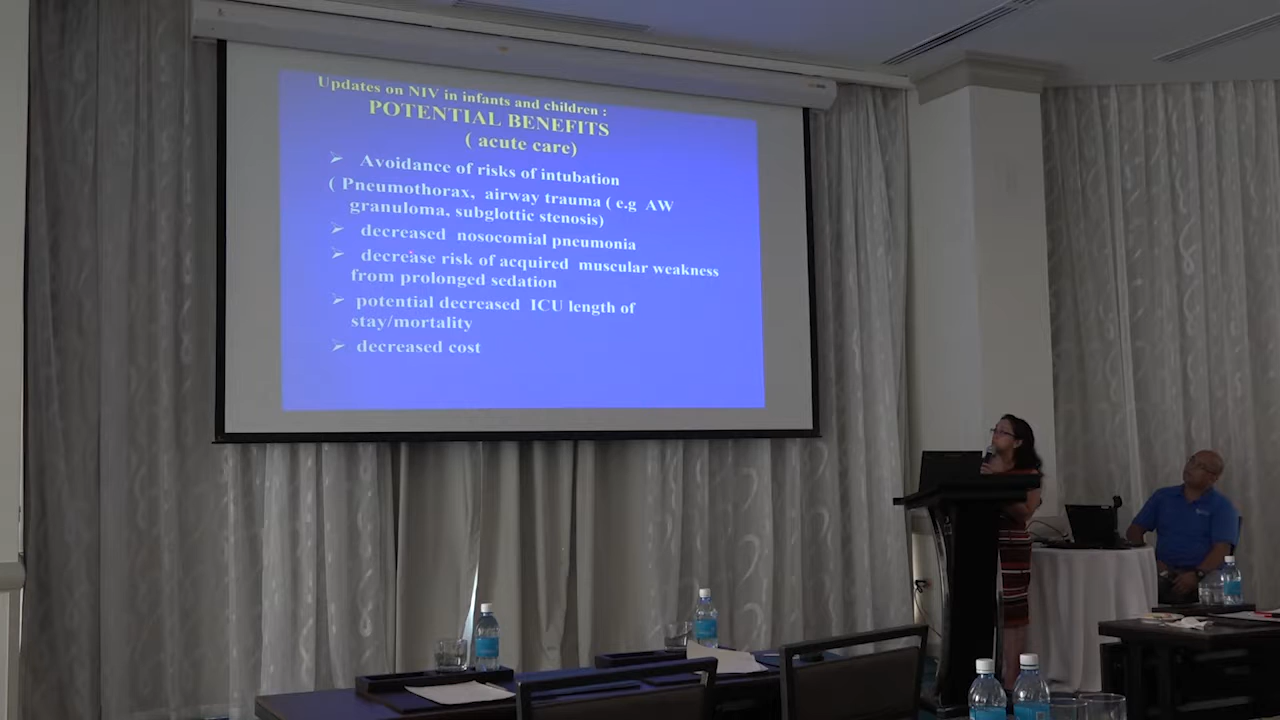 Updates on NIV in infants and children :
POTENTIAL BENEFITS
( acute care)
➢ Avoidance of risks of intubation
( Pneumothorax, airway trauma ( e.g AW
granuloma, subglottic stenosis)
➢ decreased nosocomial pneumonia
➢ decrease risk of acquired muscular weakness
from prolonged sedation
➢ potential decreased ICU length of
stay/mortality
➢ decreased cost